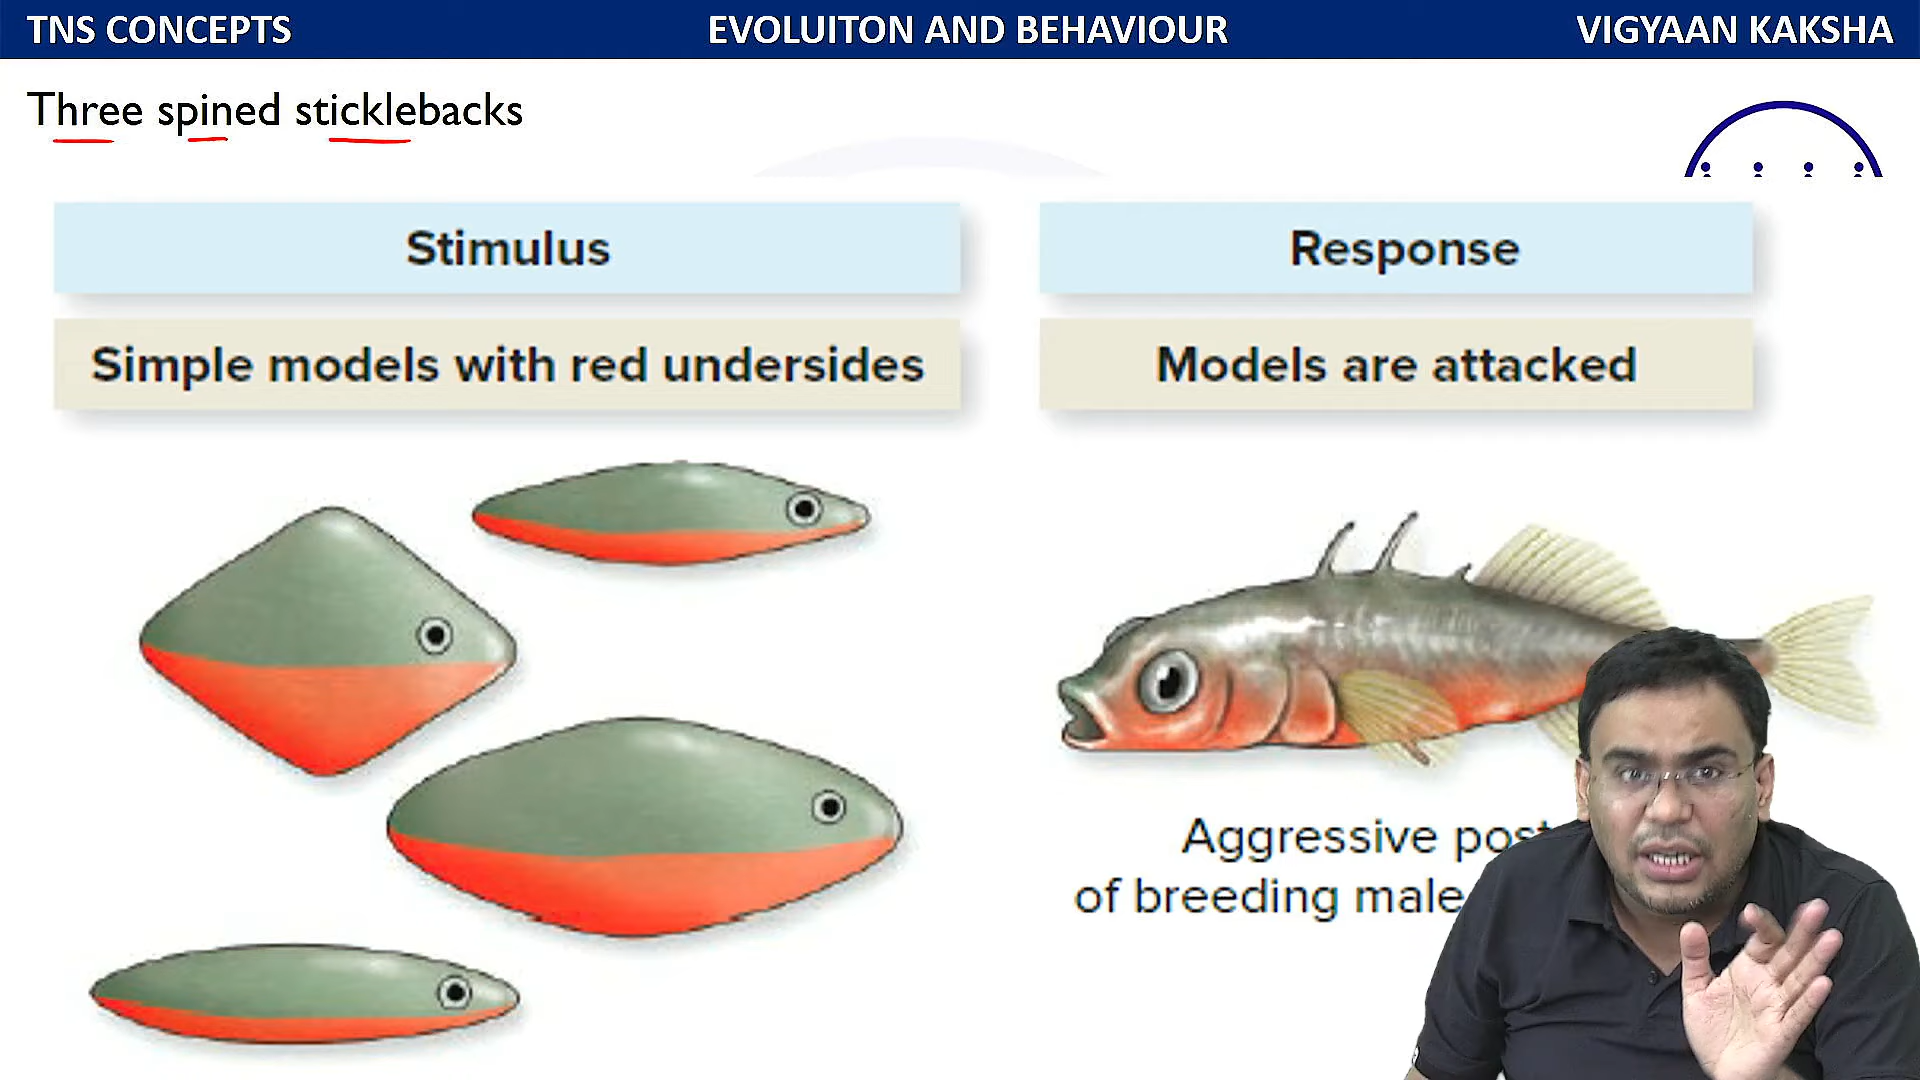 TNS CONCEPTS EVOLUITON AND BEHAVIOUR VIGYAAN KAKSHA
Three spined sticklebacks
Stimulus Response
Simple models with red undersides Models are attacked
Aggressive
of breeding male